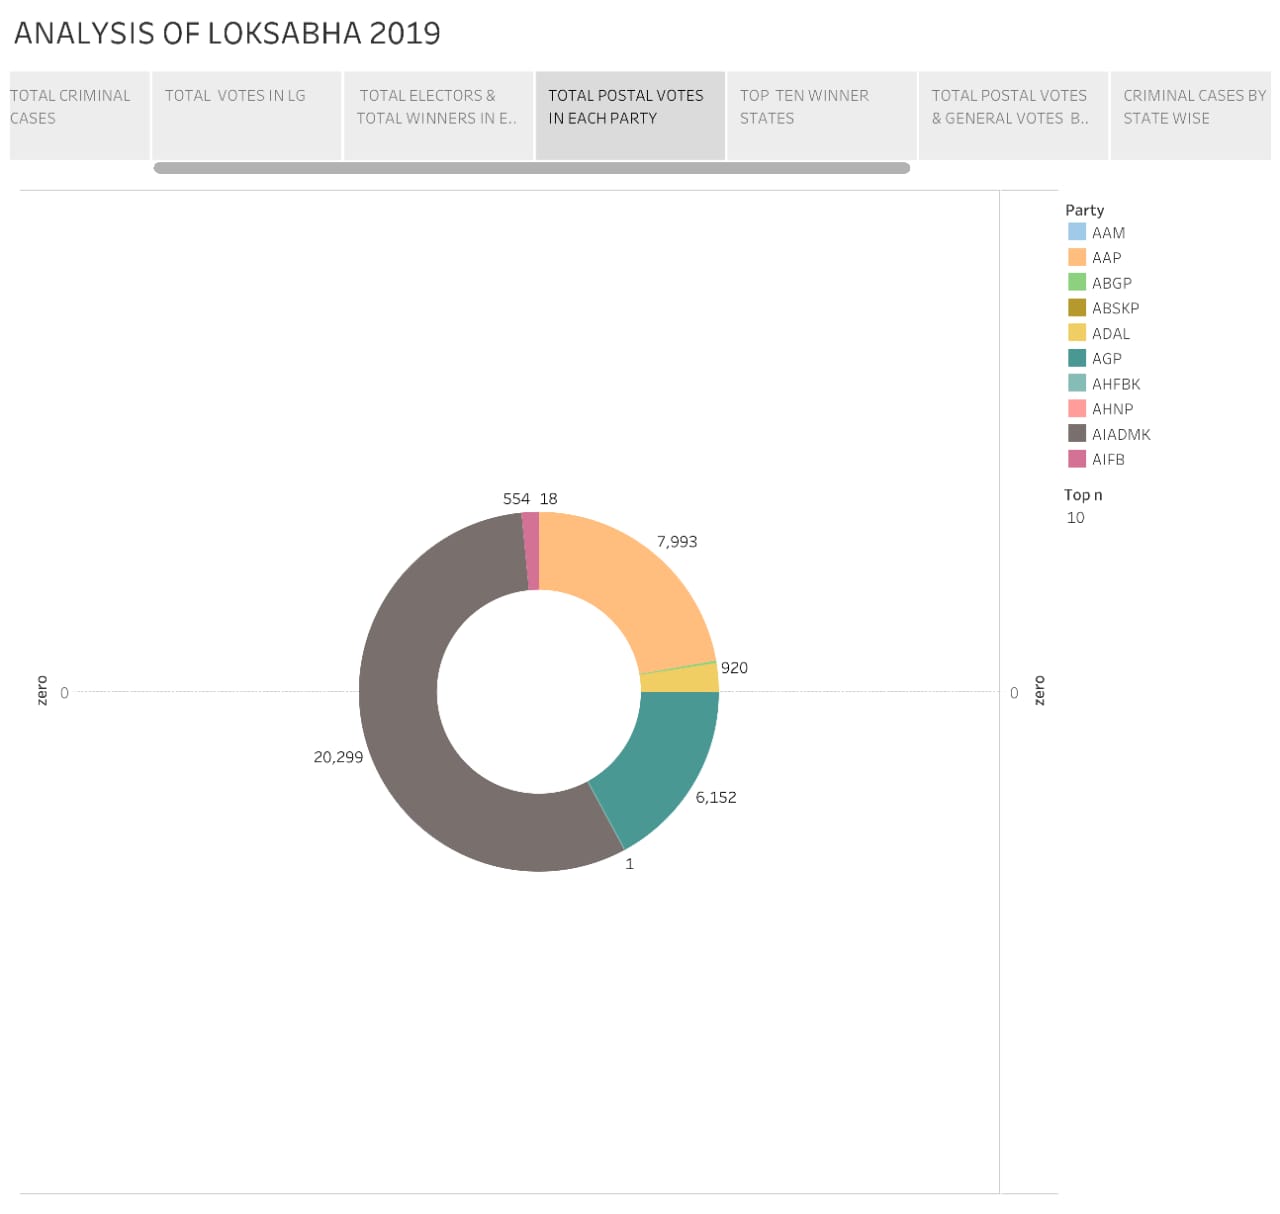 ANALYSIS OF LOKSABHA 2019
TOTAL CRIMINAL
CASES
TOTAL VOTES IN LG
TOTAL ELECTORS &
TOTAL WINNERS IN E..
TOTAL POSTAL VOTES
IN EACH PARTY
TOP TEN WINNER
STATES
TOTAL POSTAL VOTES
& GENERAL VOTES B..
CRIMINAL CASES BY
STATE WISE
Party
AAM
AAP
ABGP
ABSKP
ADAL
AGP
AHFBK
AHNP
AIADMK
AIFB
Top n
10
554
18
7,993
920
zero
0
0
zero
20,299
6,152
1